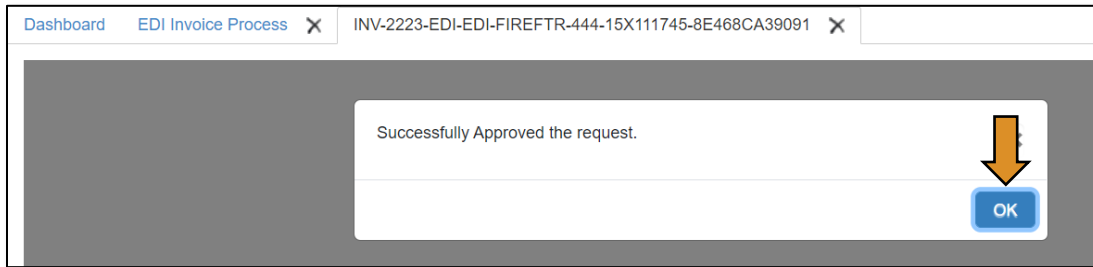 Dashboard EDI Invoice Process INV-2223-EDI-EDI-FIREFTR-444-15X111745-8E468CA39091
Successfully Approved the request.
OK